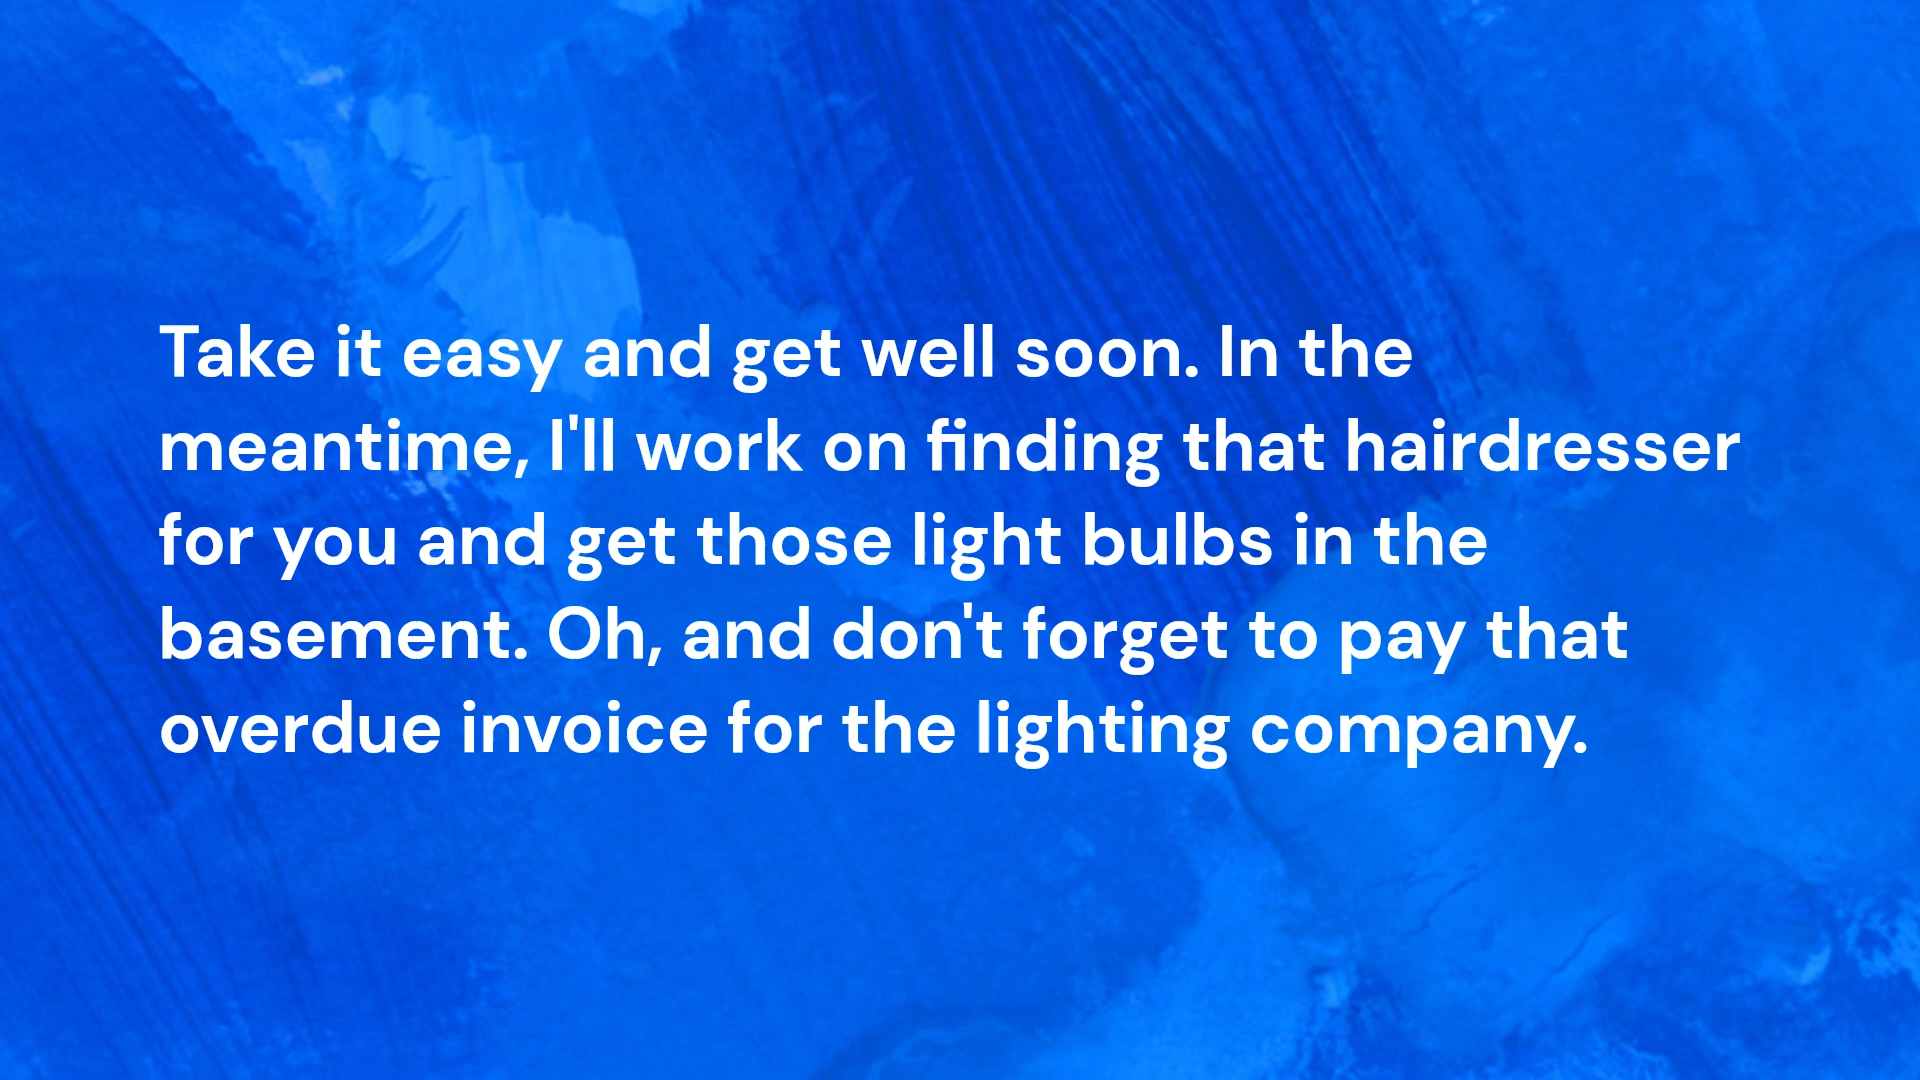 Take it easy and get well soon. In the
meantime, I'll work on finding that hairdresser
for you and get those light bulbs in the
basement. Oh, and don't forget to pay that
overdue invoice for the lighting company.